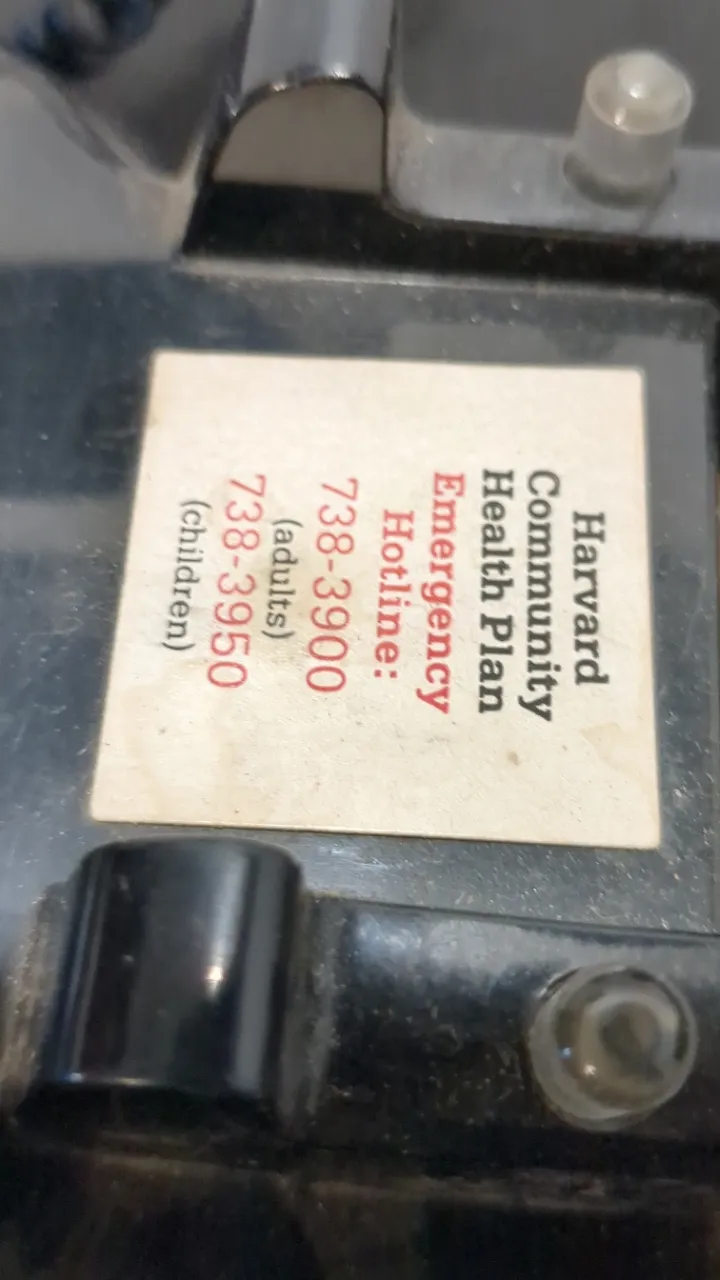 Harvard
Community
Health Plan
Emergency
Hotline:
738-3900
(adults)
738-3950
(children)